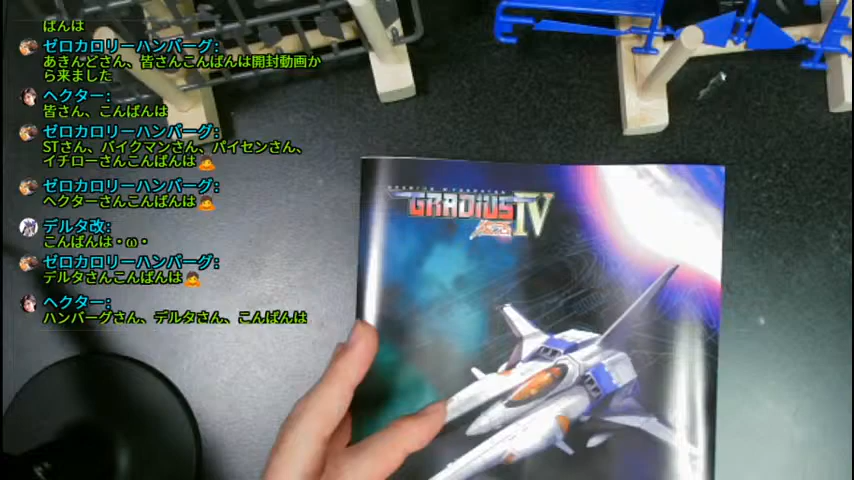 ばんは
ゼロカロリーハンバーグ:
あきんどさん、皆さんこんばんは開封動画か
ら来ました
ヘクター:
皆さん、こんばんは
ゼロカロリーハンバーグ:
STさん、バイクマンさん、パイセンさん、
イチローさんこんばんは🙇
ゼロカロリーハンバーグ:
ヘクターさんこんばんは🙇
デルタ改:
こんばんは・ω・
ゼロカロリーハンバーグ:
デルタさんこんばんは🙇
ヘクター:
ハンバーグさん、デルタさん、こんばんは
GRADIUS IV